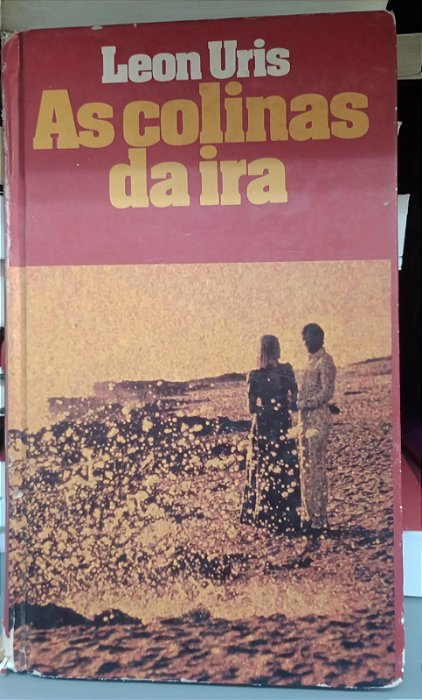 Leon Uris
As colinas
da ira